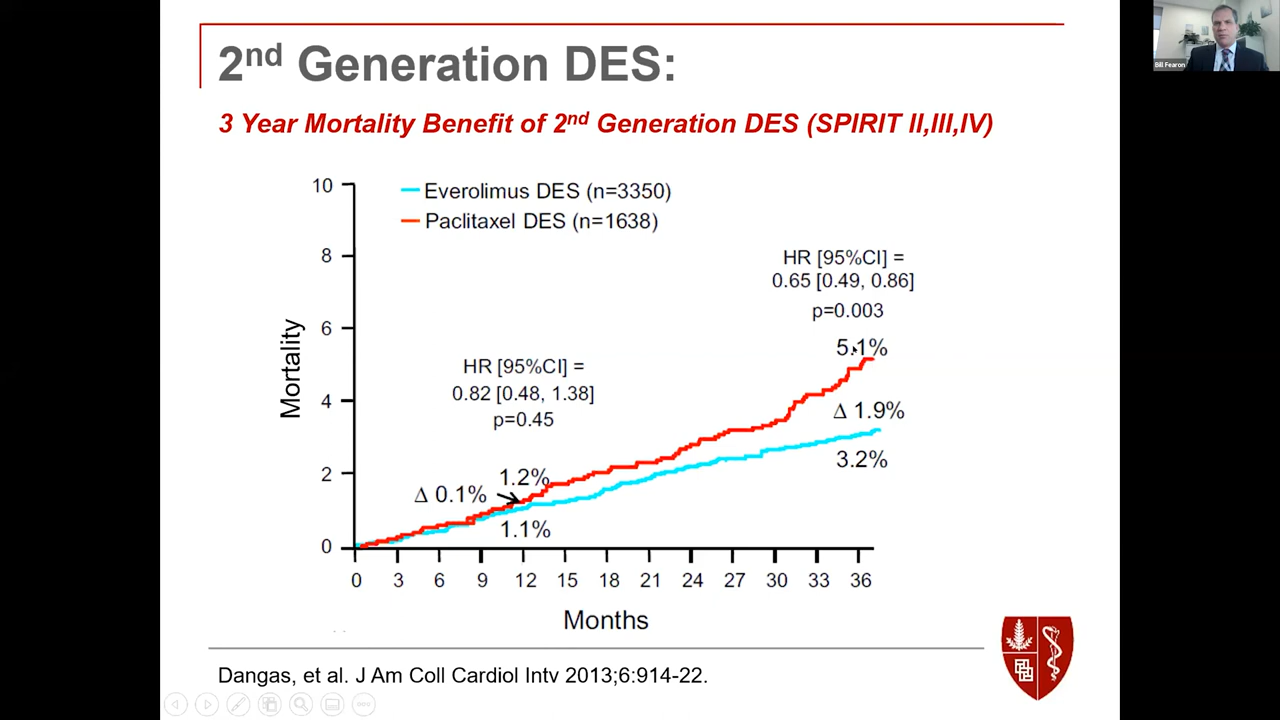 2nd Generation DES:
Bill Fearon
3 Year Mortality Benefit of 2nd Generation DES (SPIRIT II,III,IV)
10
8
6
4
2
0
Mortality
Everolimus DES (n=3350)
Paclitaxel DES (n=1638)
HR [95%CI] =
0.65 [0.49, 0.86]
p=0.003
5.1%
HR [95%CI] =
0.82 [0.48, 1.38]
p=0.45
Δ 1.9%
3.2%
1.2%
Δ 0.1%
1.1%
0 3 6 9 12 15 18 21 24 27 30 33 36
Months
Dangas, et al. J Am Coll Cardiol Intv 2013;6:914-22.